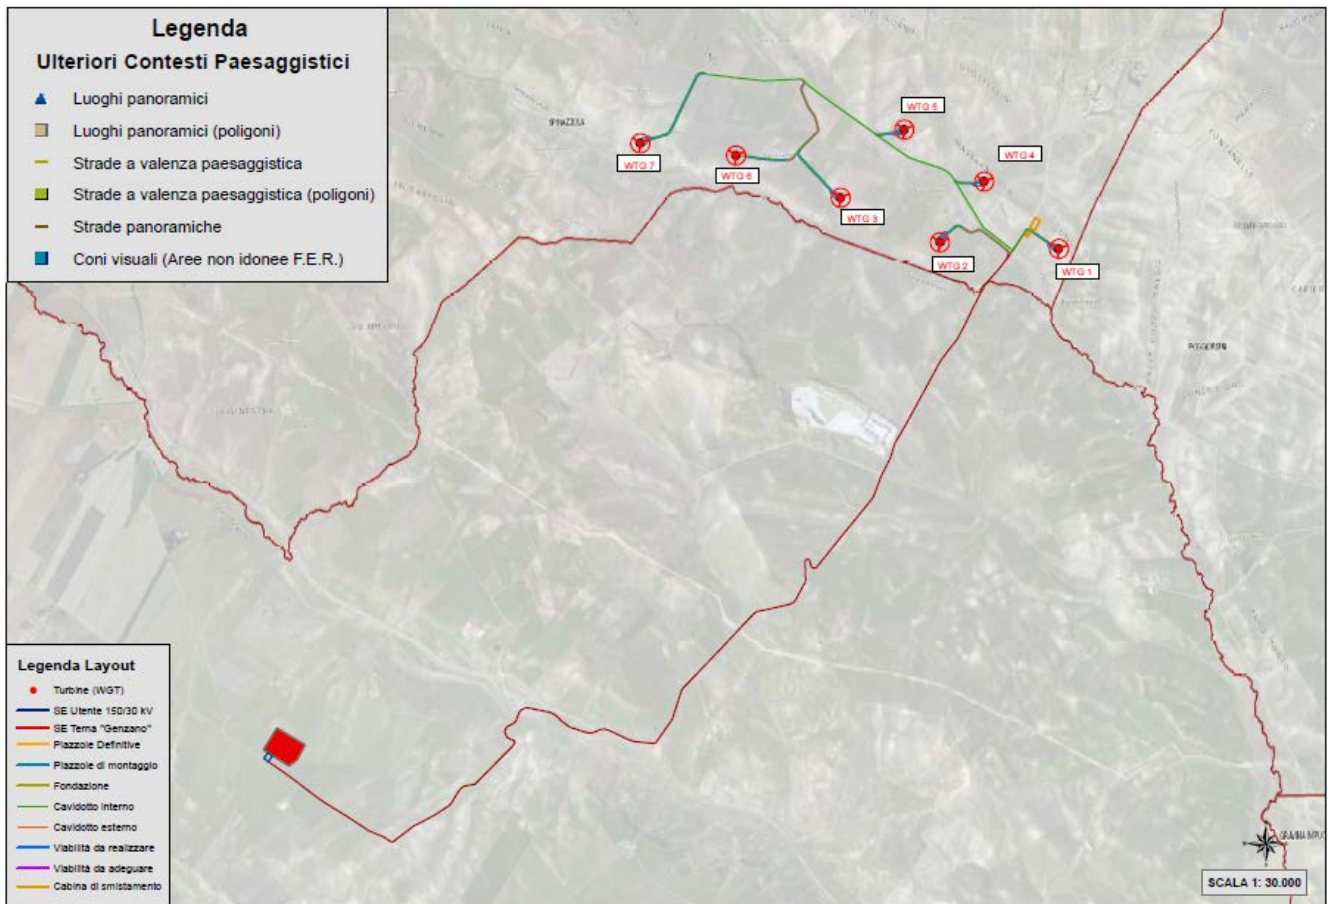 Legenda
Ulteriori Contesti Paesaggistici
Luoghi panoramici
Luoghi panoramici (poligoni)
Strade a valenza paesaggistica
Strade a valenza paesaggistica (poligoni)
Strade panoramiche
Coni visuali (Aree non idonee F.E.R.)
SPINAZZOLA
WTG 5
WTG 7
WTG 6
WTG 4
WTG 3
WTG 2
WTG 1
POGGIORSINI
Legenda Layout
Turbine (WGT)
SE Utente 150/30 kV
SE Terna "Genzano"
Piazzole Definitive
Piazzole di montaggio
Fondazione
Cavidotto interno
Cavidotto esterno
Viabilità da realizzare
Viabilità da adeguare
Cabina di smistamento
SCALA 1: 30.000